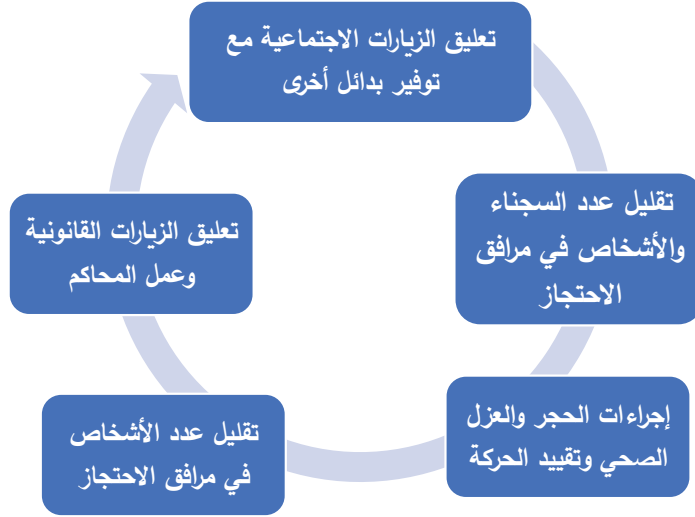 تعليق الزيارات الاجتماعية مع
توفير بدائل أخرى
تقليل عدد السجناء
والأشخاص في مرافق
الاحتجاز
إجراءات الحجر والعزل
الصحي وتقييد الحركة
تقليل عدد الأشخاص
في مرافق الاحتجاز
تعليق الزيارات القانونية
وعمل المحاكم